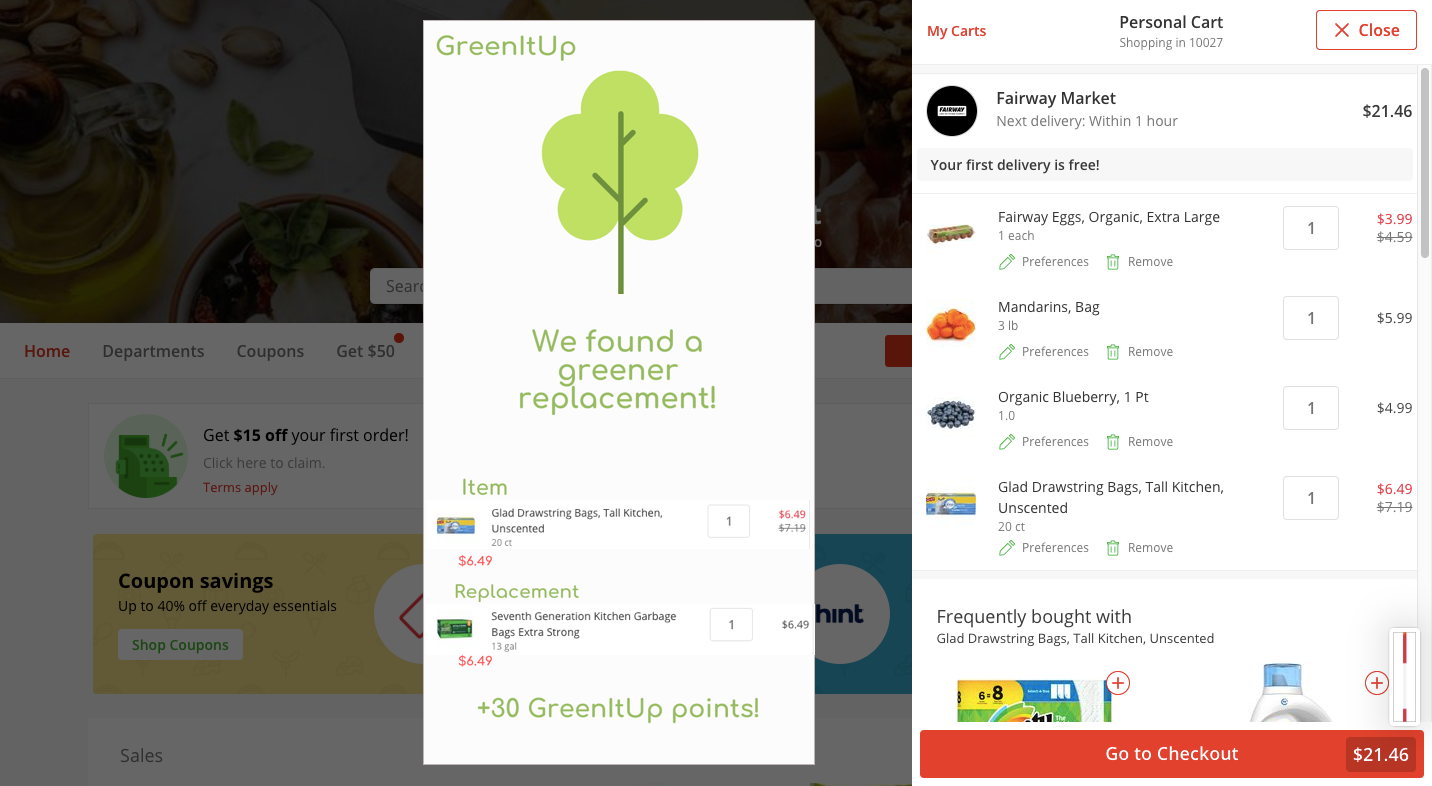 Home
Departments
Coupons
Get $50
Get $15 off your first order!
Click here to claim.
Terms apply
Coupon savings
Up to 40% off everyday essentials
Shop Coupons
hint
Sales
GreenItUp
We found a
greener
replacement!
Item
Glad Drawstring Bags, Tall Kitchen,
Unscented
20 ct
1
$6.49
$7.19
$6.49
Replacement
Seventh Generation Kitchen Garbage
Bags Extra Strong
13 gal
1
$6.49
$6.49
+30 GreenItUp points!
My Carts
Personal Cart
Shopping in 10027
Close
FAIRWAY
Fairway Market
Next delivery: Within 1 hour
$21.46
Your first delivery is free!
Fairway Eggs, Organic, Extra Large
1 each
Preferences
Remove
1
$3.99
$4.59
Mandarins, Bag
3 lb
Preferences
Remove
1
$5.99
Organic Blueberry, 1 Pt
1.0
Preferences
Remove
1
$4.99
Glad Drawstring Bags, Tall Kitchen,
Unscented
20 ct
Preferences
Remove
1
$6.49
$7.19
Frequently bought with
Glad Drawstring Bags, Tall Kitchen, Unscented
6=8
Go to Checkout
$21.46